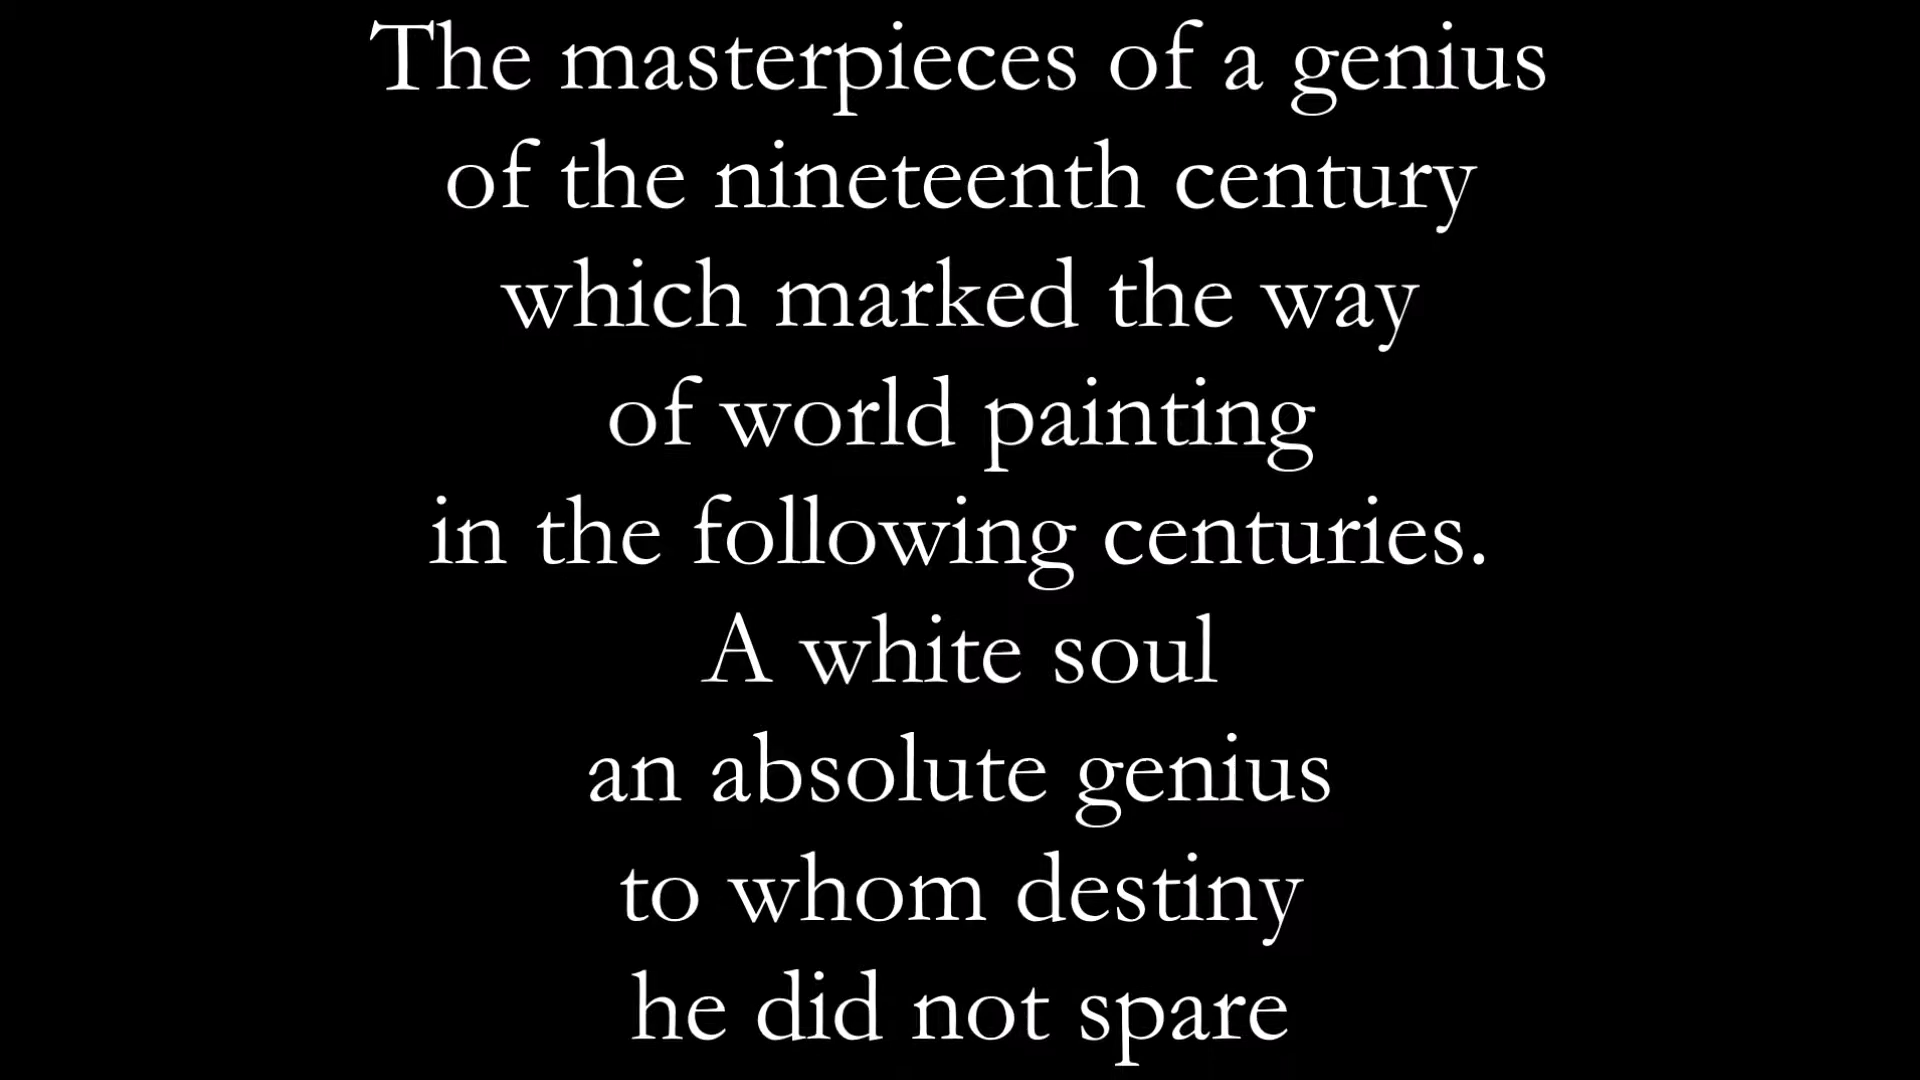 The masterpieces of a genius
of the nineteenth century
which marked the way
of world painting
in the following centuries.
A white soul
an absolute genius
to whom destiny
he did not spare